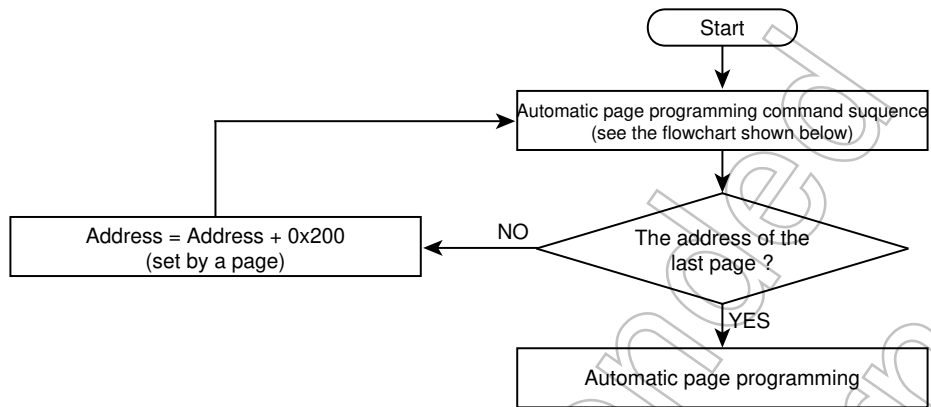 Start
Automatic page programming command suquence
(see the flowchart shown below)
Address = Address + 0x200
(set by a page)
NO
The address of the
last page ?
YES
Automatic page programming